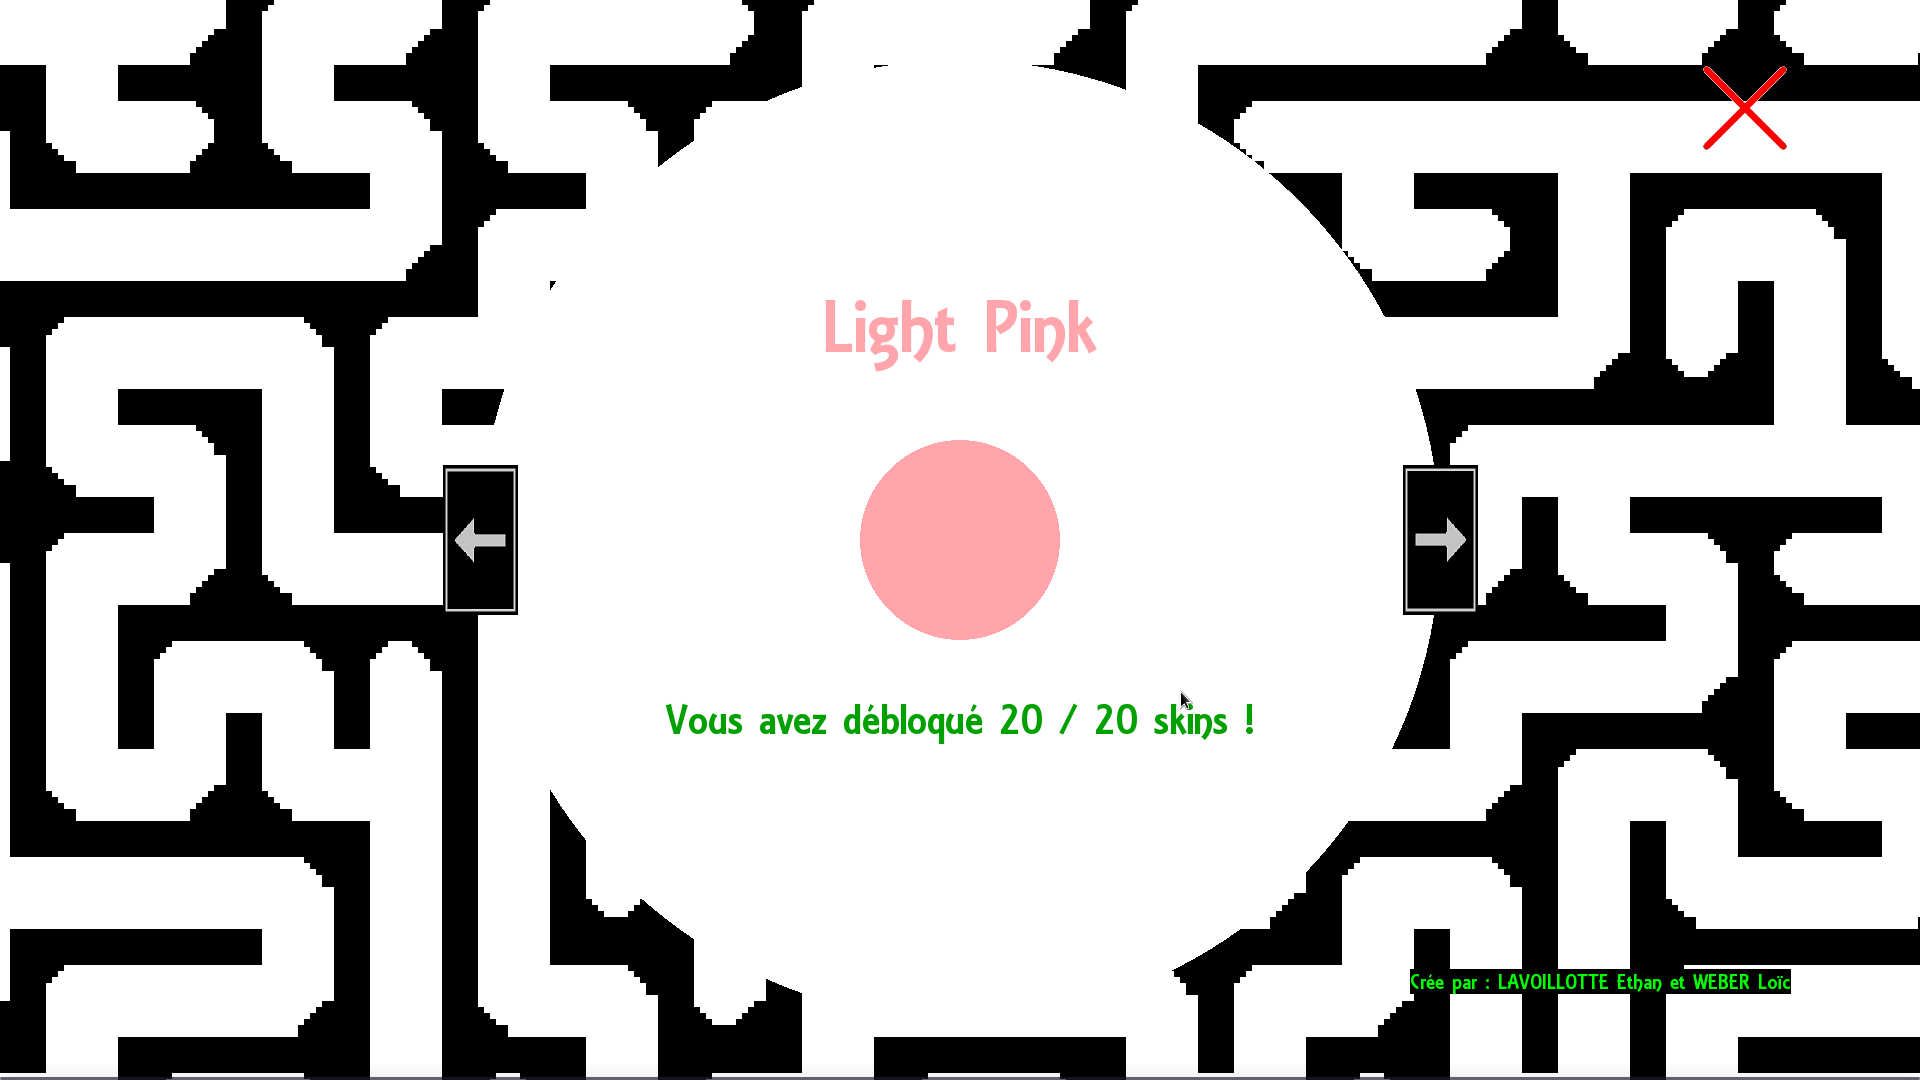 Light Pink
Vous avez débloqué 20 / 20 skins !
Crée par : LAVOILLOTTE Ethan et WEBER Loïc